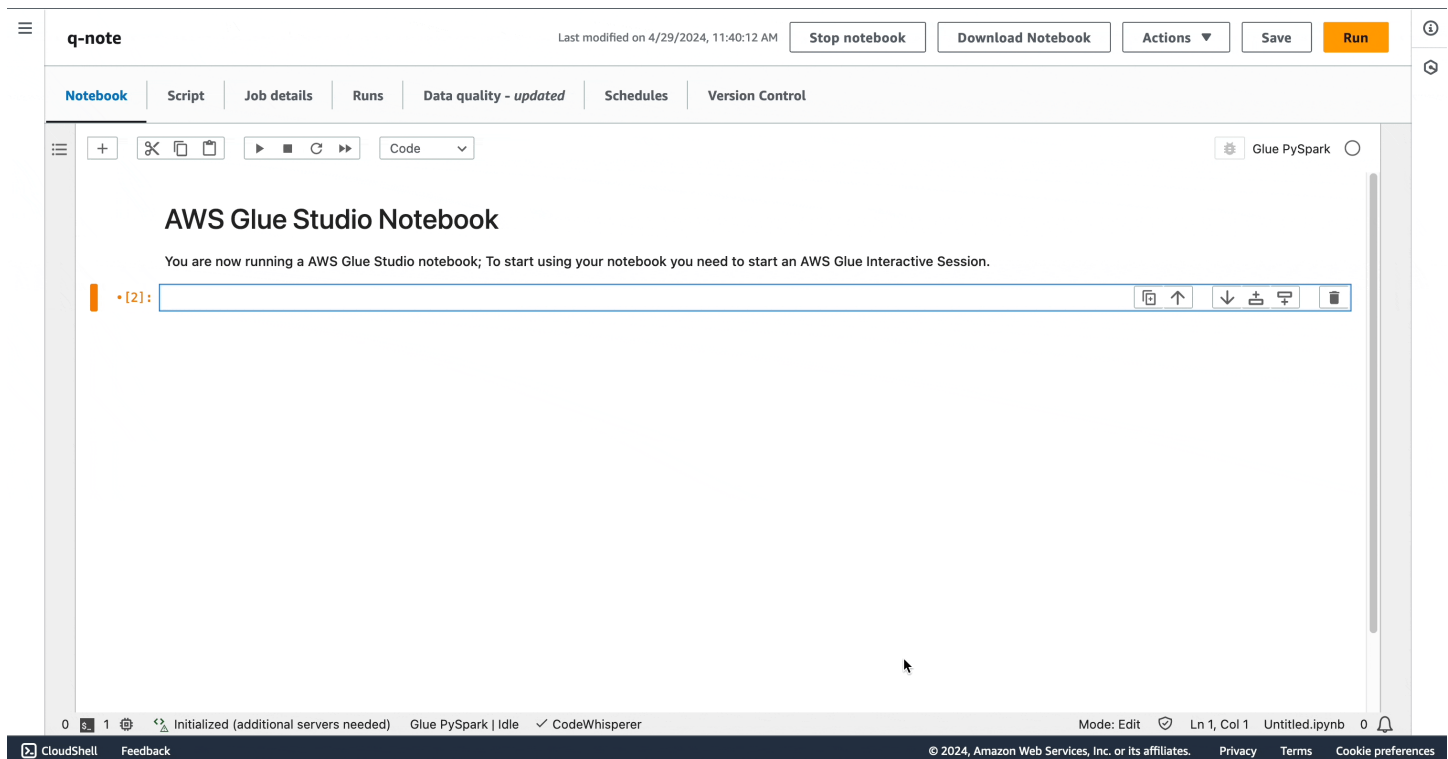 q-note Last modified on 4/29/2024, 11:40:12 AM Stop notebook Download Notebook Actions ▼ Save Run
Notebook Script Job details Runs Data quality - updated Schedules Version Control
Code Glue PySpark
AWS Glue Studio Notebook
You are now running a AWS Glue Studio notebook; To start using your notebook you need to start an AWS Glue Interactive Session.
•[2]:
0 $_ 1 Initialized (additional servers needed) Glue PySpark | Idle ✓ CodeWhisperer Mode: Edit Ln 1, Col 1 Untitled.ipynb 0
CloudShell Feedback © 2024, Amazon Web Services, Inc. or its affiliates. Privacy Terms Cookie preferences